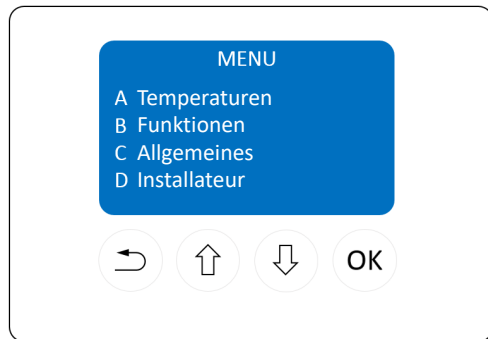 MENU
A Temperaturen
B Funktionen
C Allgemeines
D Installateur
OK